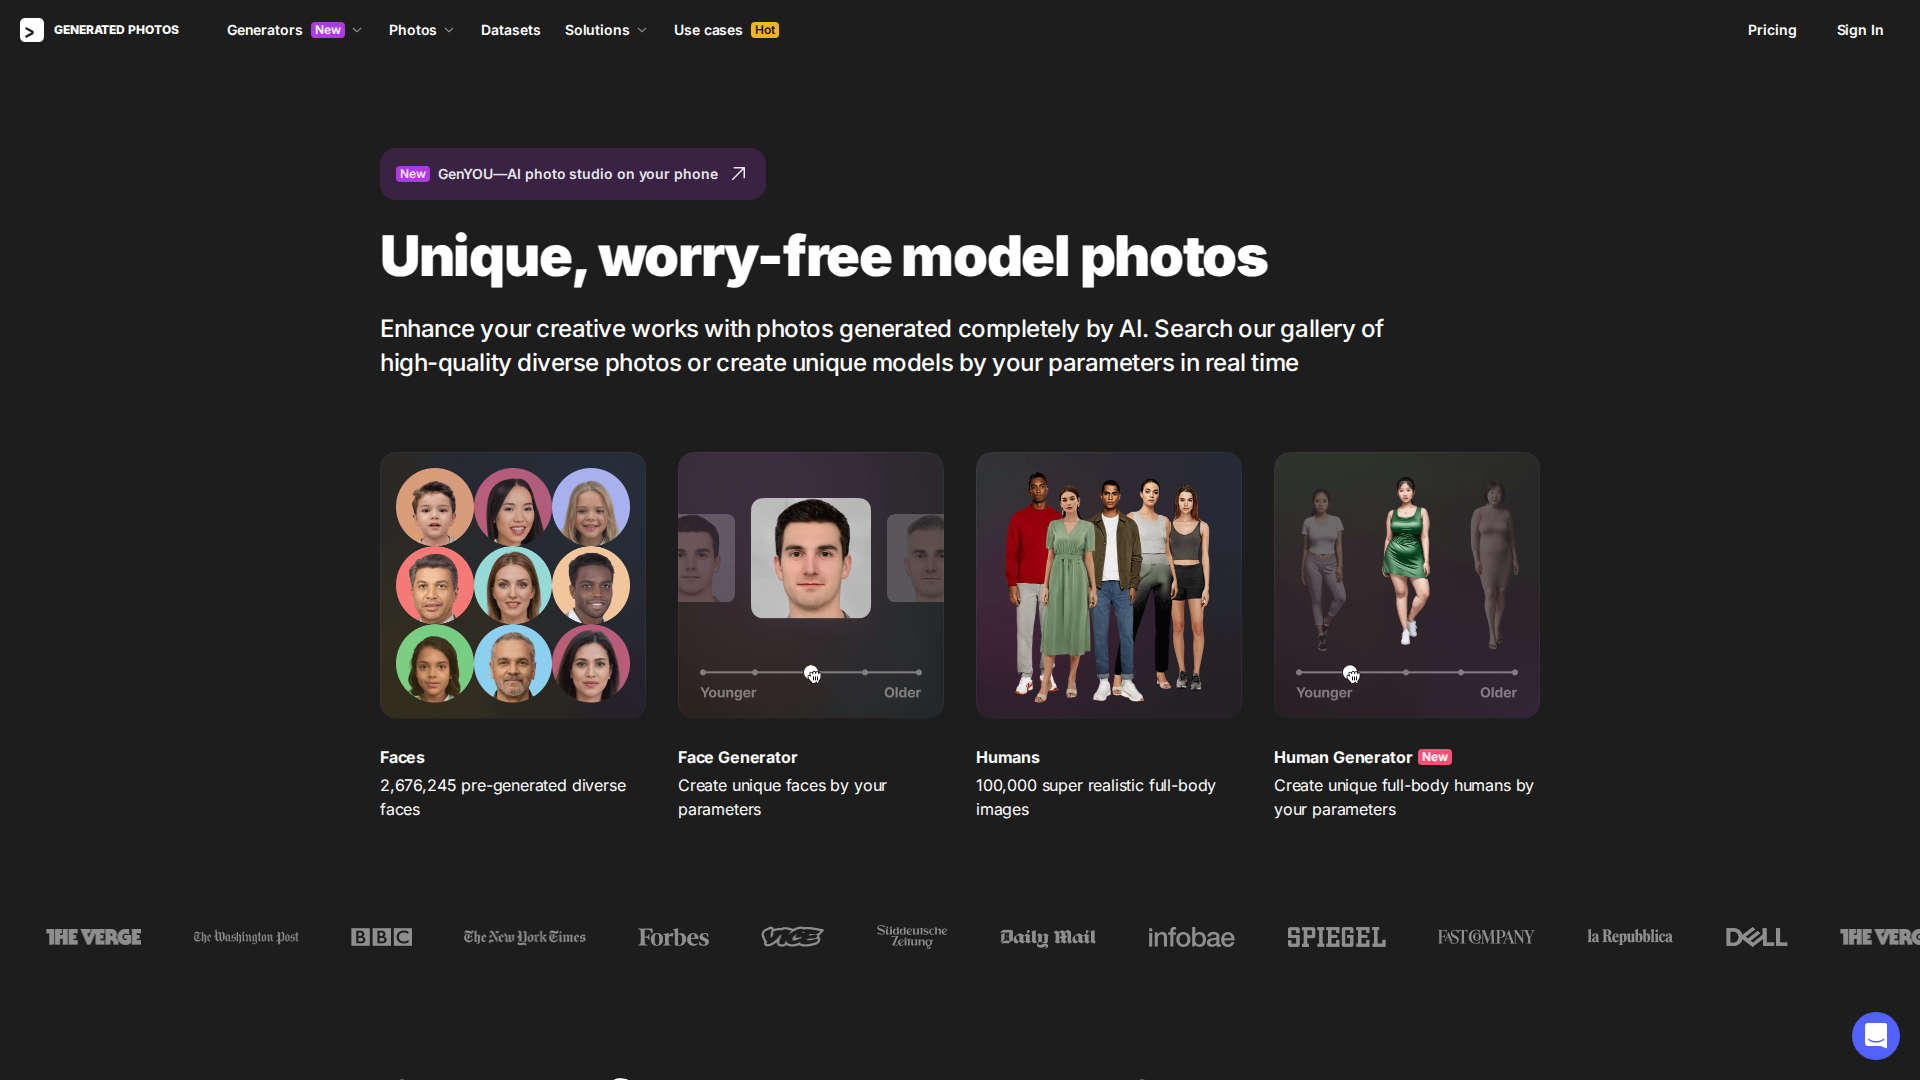 GENERATED PHOTOS
Generators New
Photos
Datasets
Solutions
Use cases Hot
Pricing
Sign In
New GenYOU—AI photo studio on your phone
Unique, worry-free model photos
Enhance your creative works with photos generated completely by AI. Search our gallery of
high-quality diverse photos or create unique models by your parameters in real time
Younger Older
Younger Older
Faces
2,676,245 pre-generated diverse
faces
Face Generator
Create unique faces by your
parameters
Humans
100,000 super realistic full-body
images
Human Generator New
Create unique full-body humans by
your parameters
THE VERGE
The Washington Post
BBC
The New York Times
Forbes
VICE
Süddeutsche
Zeitung
Daily Mail
infobae
SPIEGEL
FAST COMPANY
la Repubblica
DELL
THE VERG